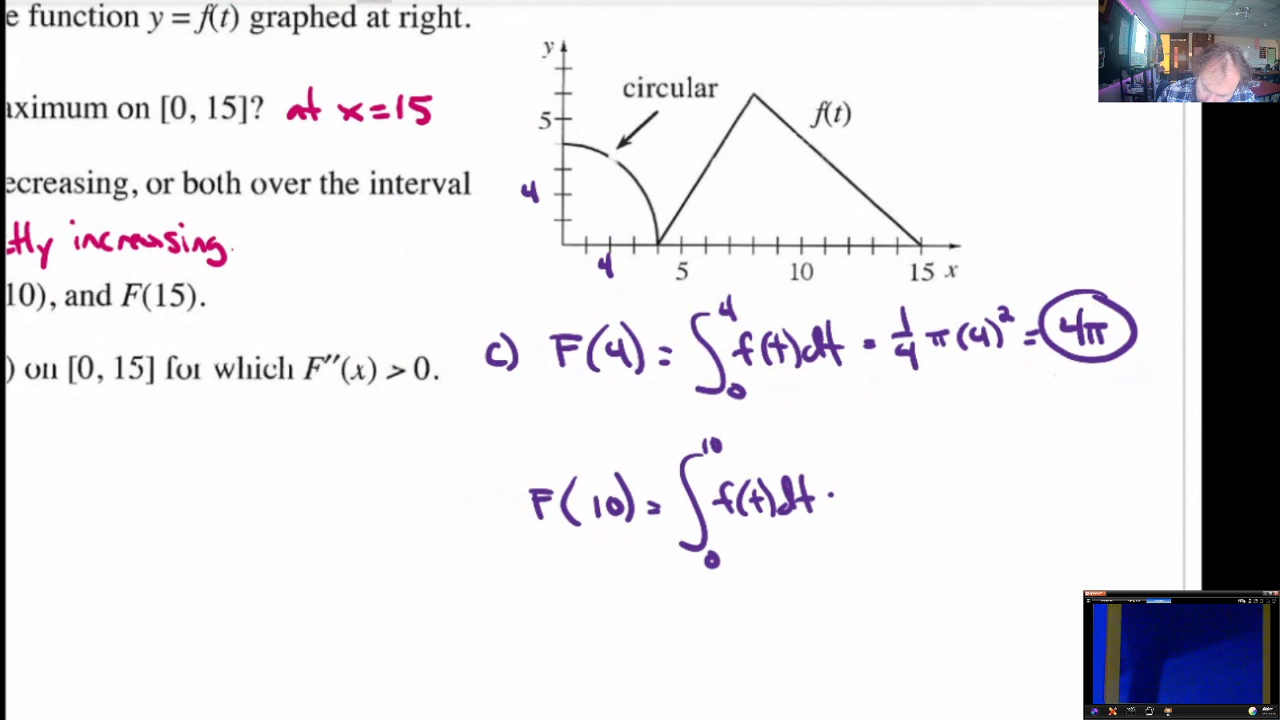 e function y = f(t) graphed at right.
aximum on [0, 15]? at x=15
ecreasing, or both over the interval
tly increasing.
10), and F(15).
) on [0, 15] for which F″(x) > 0.
y
circular
f(t)
5
4
4
5 10 15 x
c) F(4) = ∫₀⁴ f(t)dt = 1/4 π(4)² = 4π
F(10) = ∫₀¹⁰ f(t)dt